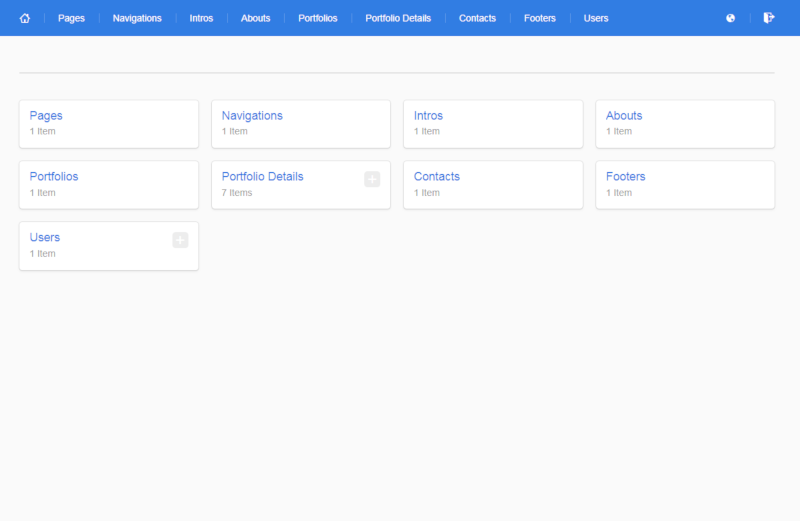 Pages Navigations Intros Abouts Portfolios Portfolio Details Contacts Footers Users
Pages
1 Item
Navigations
1 Item
Intros
1 Item
Abouts
1 Item
Portfolios
1 Item
Portfolio Details
7 Items
Contacts
1 Item
Footers
1 Item
Users
1 Item